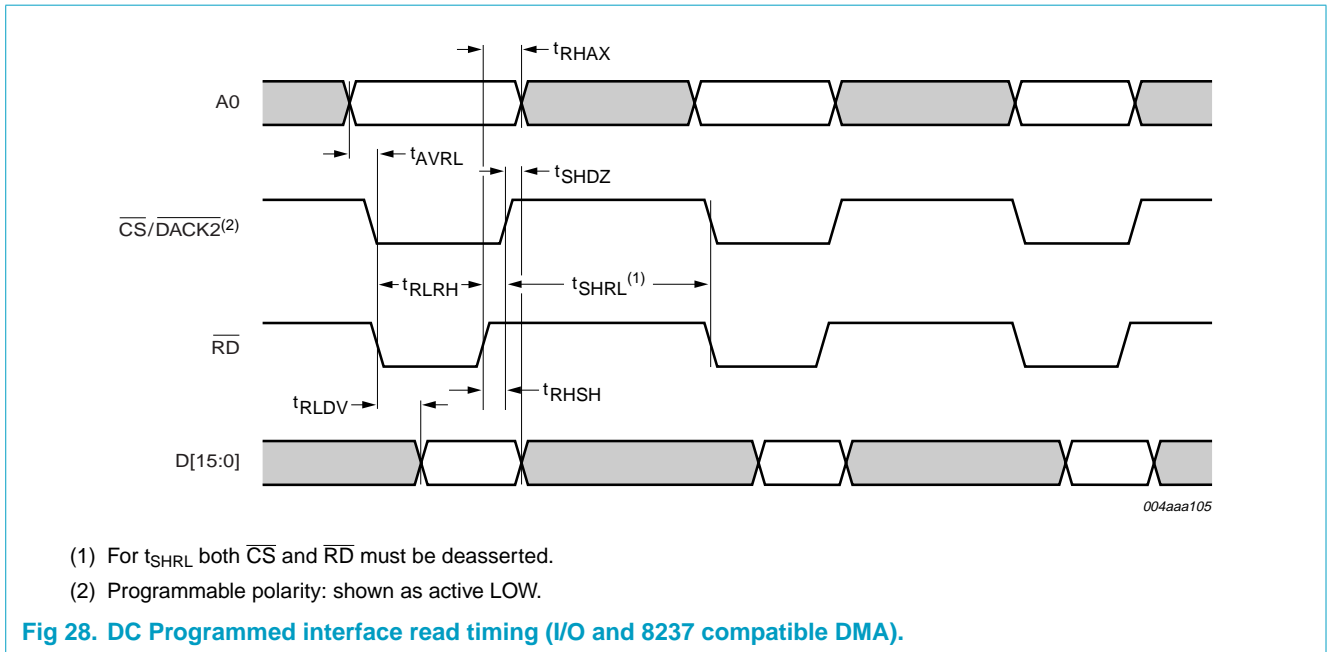 tRHAX
A0
tAVRL
tSHDZ
CS/DACK2(2)
tRLRH
tSHRL(1)
RD
tRHSH
tRLDV
D[15:0]
004aaa105
(1) For tSHRL both CS and RD must be deasserted.
(2) Programmable polarity: shown as active LOW.
Fig 28. DC Programmed interface read timing (I/O and 8237 compatible DMA).